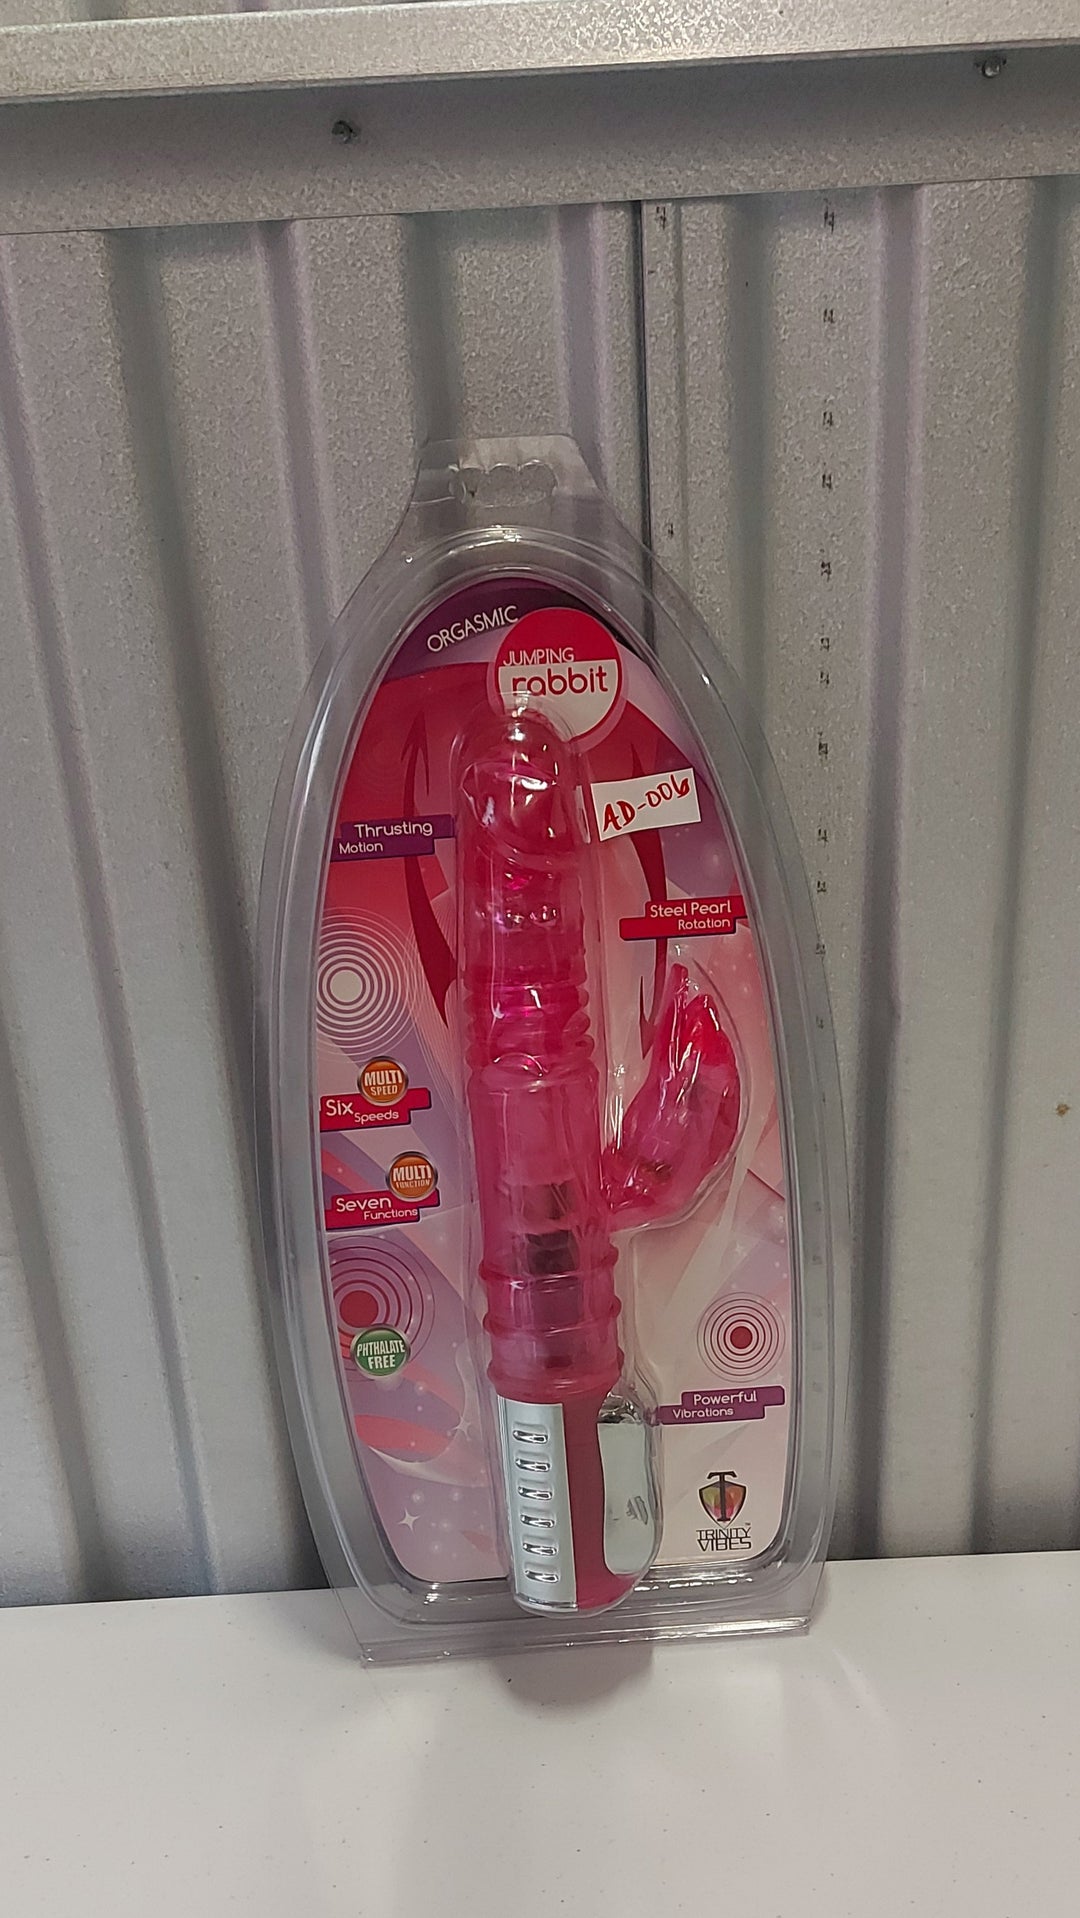 ORGASMIC
JUMPING
rabbit
AD-006
Thrusting
Motion
Steel Pearl
Rotation
MULTI
SPEED
Six Speeds
MULTI
FUNCTION
Seven
Functions
PHTHALATE
FREE
Powerful
Vibrations
T
TRINITY™
VIBES